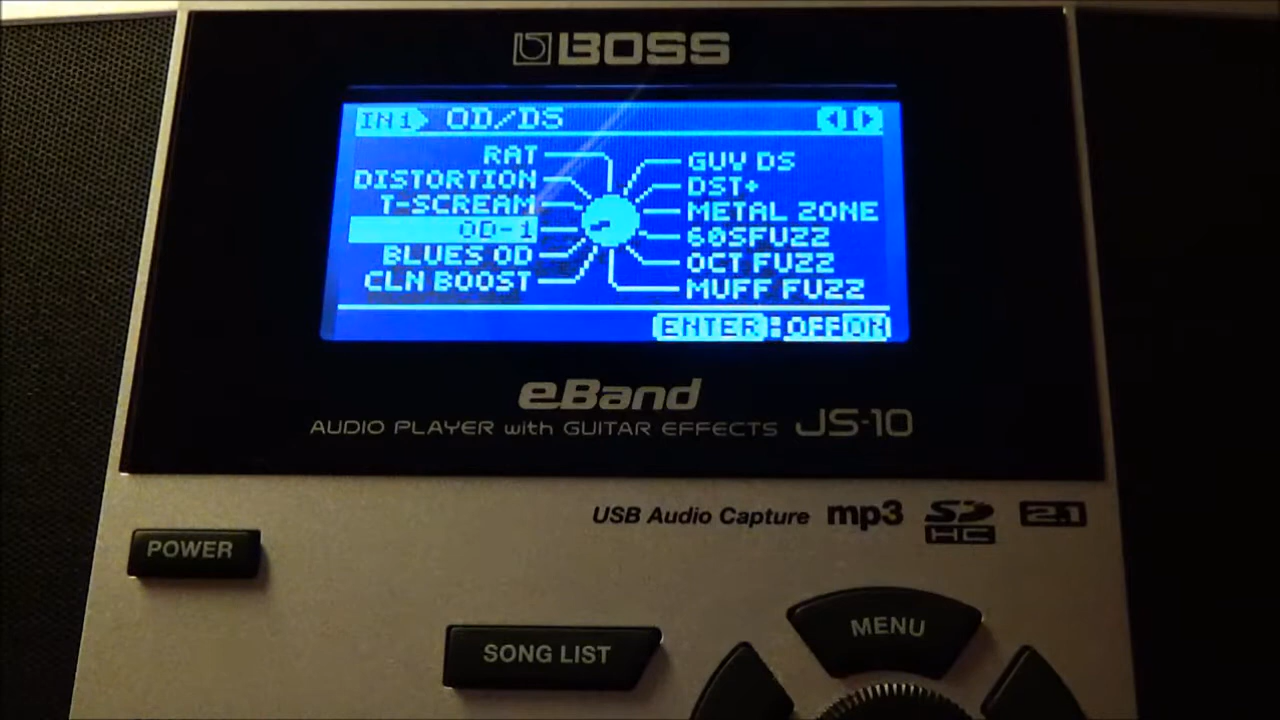 BOSS
IN1 OD/DS
RAT
DISTORTION
T-SCREAM
OD-1
BLUES OD
CLN BOOST
GUV DS
DST+
METAL ZONE
60SFUZZ
OCT FUZZ
MUFF FUZZ
ENTER:OFF ON
eBand
AUDIO PLAYER with GUITAR EFFECTS JS-10
USB Audio Capture mp3 SD HC 2.1
POWER
MENU
SONG LIST